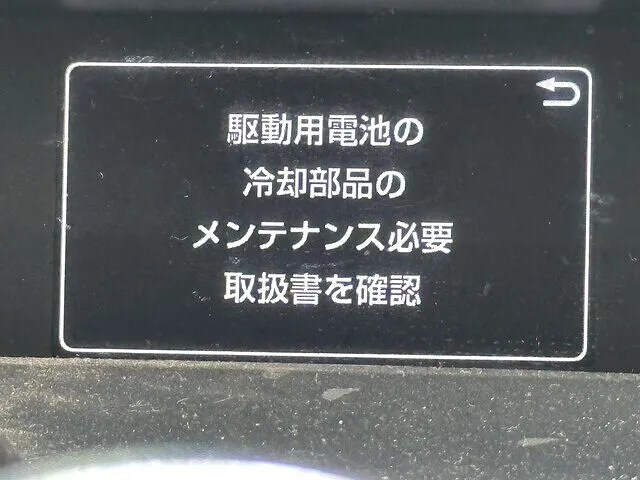 駆動用電池の
冷却部品の
メンテナンス必要
取扱書を確認